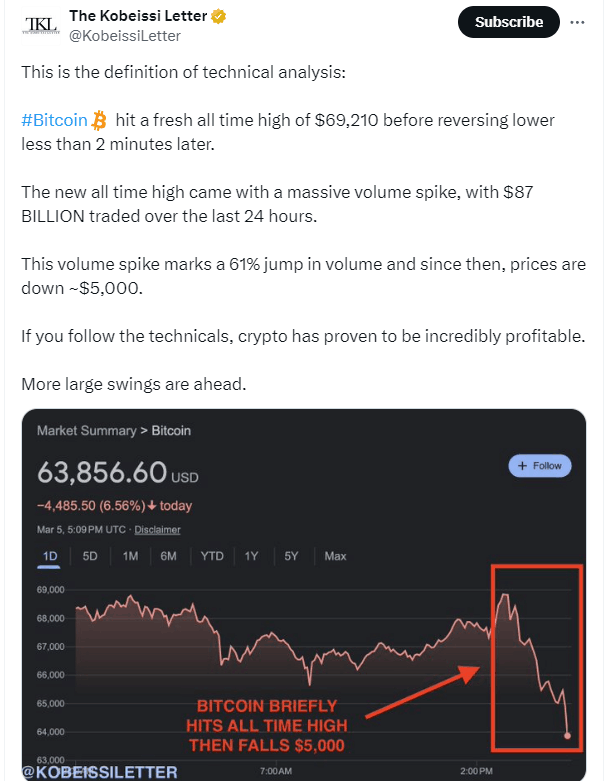 TKL
The Kobeissi Letter
@KobeissiLetter
Subscribe
This is the definition of technical analysis:
#Bitcoin hit a fresh all time high of $69,210 before reversing lower
less than 2 minutes later.
The new all time high came with a massive volume spike, with $87
BILLION traded over the last 24 hours.
This volume spike marks a 61% jump in volume and since then, prices are
down ~$5,000.
If you follow the technicals, crypto has proven to be incredibly profitable.
More large swings are ahead.
Market Summary > Bitcoin
63,856.60 USD
+ Follow
−4,485.50 (6.56%) today
Mar 5, 5:09 PM UTC · Disclaimer
1D 5D 1M 6M YTD 1Y 5Y Max
69,000
68,000
67,000
66,000
65,000
64,000
63,000
BITCOIN BRIEFLY
HITS ALL TIME HIGH
THEN FALLS $5,000
@KOBEISSILETTER
7:00 AM
2:00 PM